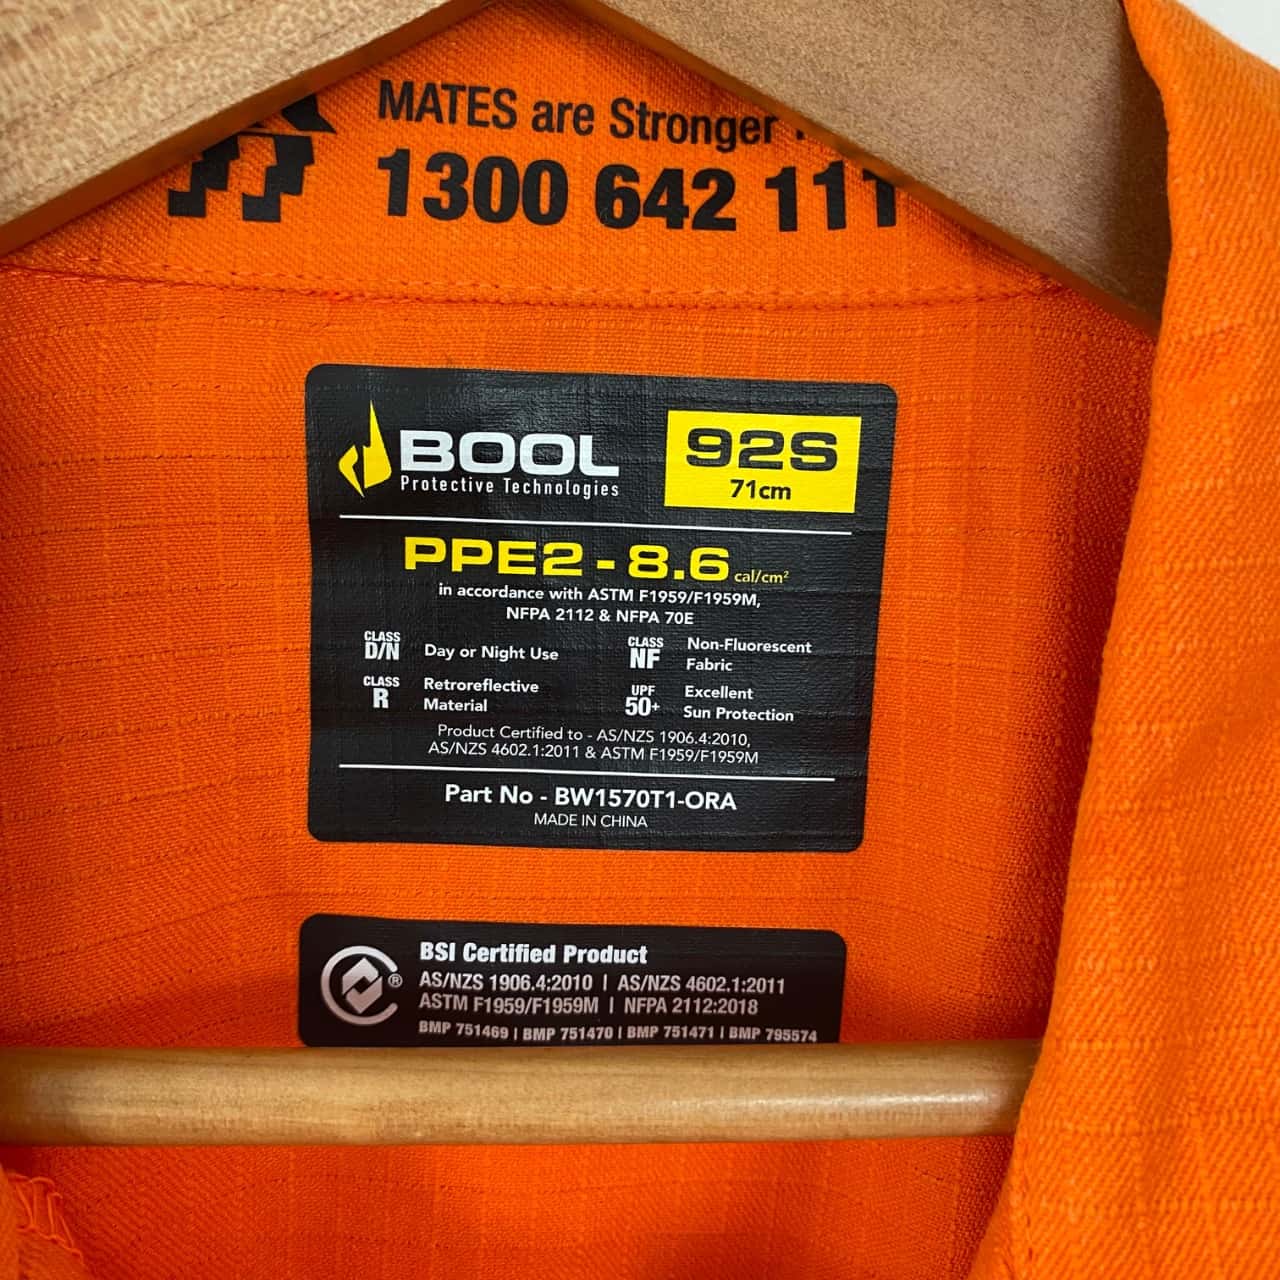 MATES are Stronger
1300 642 111
BOOL
Protective Technologies
92S
71cm
PPE2 - 8.6 cal/cm²
in accordance with ASTM F1959/F1959M,
NFPA 2112 & NFPA 70E
CLASS
D/N
Day or Night Use
CLASS
NF
Non-Fluorescent
Fabric
CLASS
R
Retroreflective
Material
UPF
50+
Excellent
Sun Protection
Product Certified to - AS/NZS 1906.4:2010,
AS/NZS 4602.1:2011 & ASTM F1959/F1959M
Part No - BW1570T1-ORA
MADE IN CHINA
®
BSI Certified Product
AS/NZS 1906.4:2010 | AS/NZS 4602.1:2011
ASTM F1959/F1959M | NFPA 2112:2018
BMP 751469 | BMP 751470 | BMP 751471 | BMP 795574